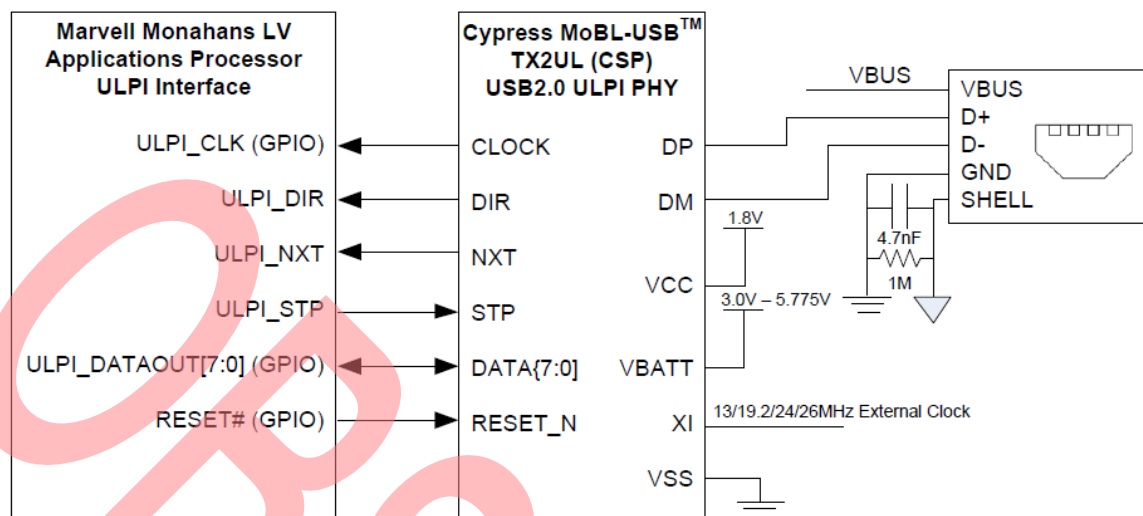 Marvell Monahans LV
Applications Processor
ULPI Interface
ULPI_CLK (GPIO)
ULPI_DIR
ULPI_NXT
ULPI_STP
ULPI_DATAOUT[7:0] (GPIO)
RESET# (GPIO)
Cypress MoBL-USB™
TX2UL (CSP)
USB2.0 ULPI PHY
CLOCK
DIR
NXT
STP
DATA{7:0]
RESET_N
DP
DM
VCC
VBATT
XI
VSS
1.8V
3.0V – 5.775V
13/19.2/24/26MHz External Clock
VBUS
VBUS
D+
D-
GND
SHELL
4.7nF
1M